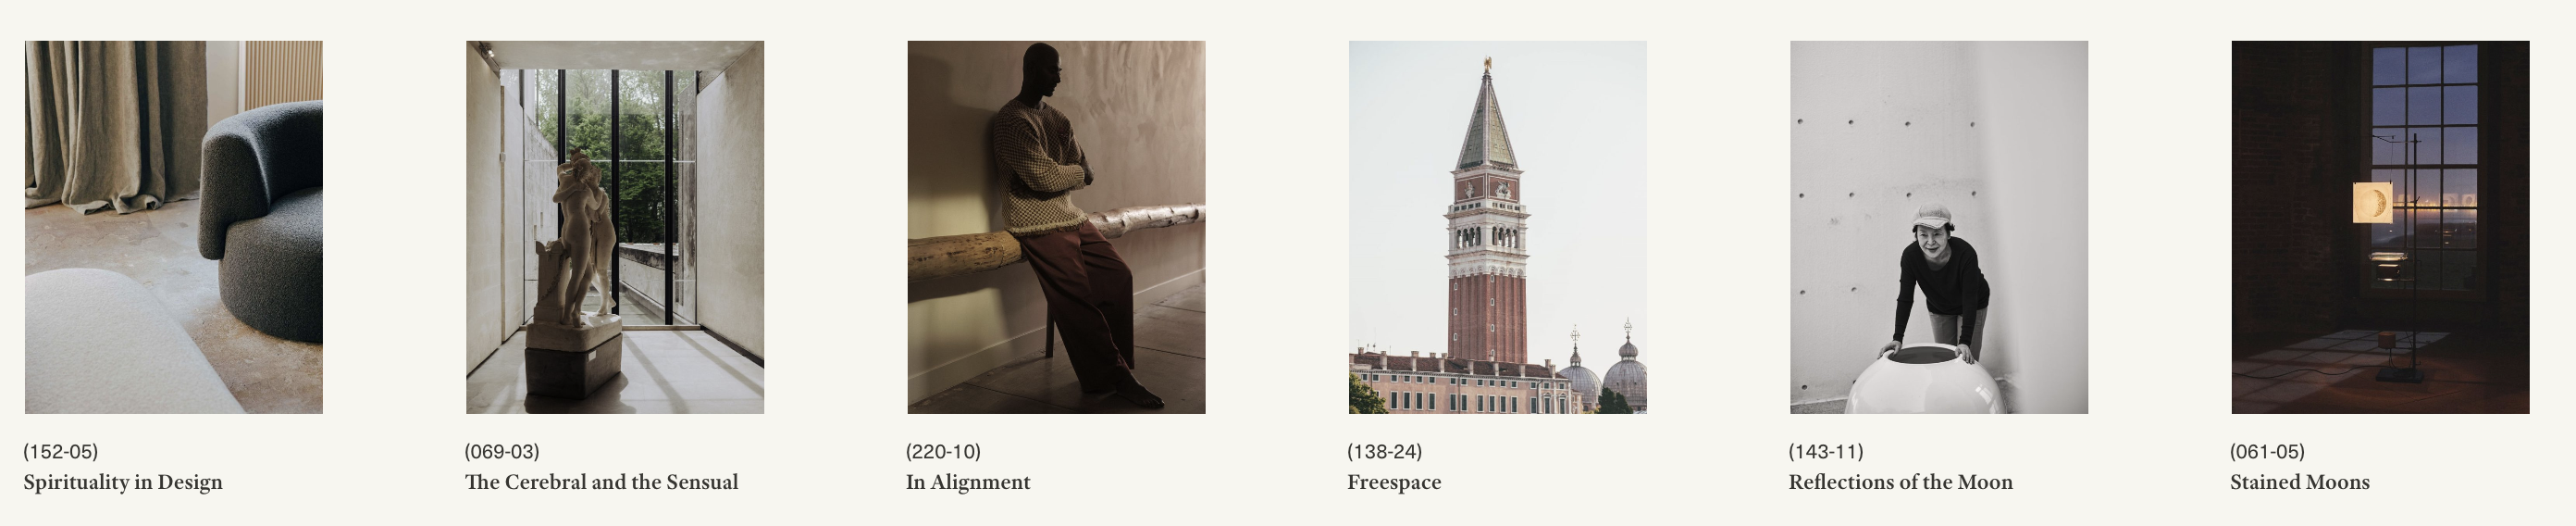 (152-05)
Spirituality in Design
(069-03)
The Cerebral and the Sensual
(220-10)
In Alignment
(138-24)
Freespace
(143-11)
Reflections of the Moon
(061-05)
Stained Moons